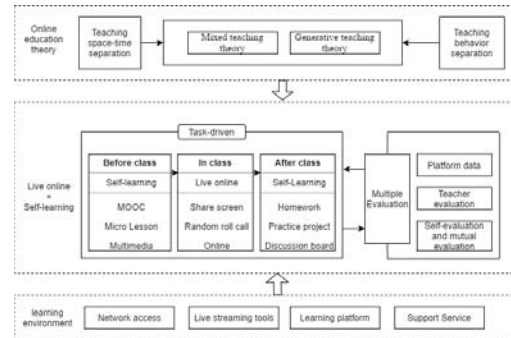 Online
education
theory
Teaching
space-time
separation
Mixed teaching
theory
Generative teaching
theory
Teaching
behavior
separation
Live online
+
Self-learning
Task-driven
Before class
Self-learning
MOOC
Micro Lesson
Multimedia
In class
Live online
Share screen
Random roll call
Online
After class
Self-Learning
Homework
Practice project
Discussion board
Multiple
Evaluation
Platform data
Teacher
evaluation
Self-evaluation
and mutual
evaluation
learning
environment
Network access
Live streaming tools
Learning platform
Support Service